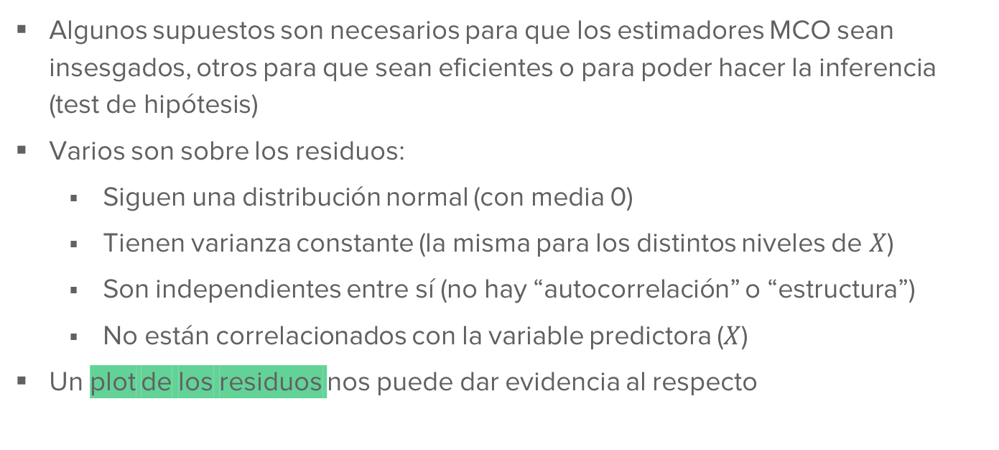 ▪ Algunos supuestos son necesarios para que los estimadores MCO sean
insesgados, otros para que sean eficientes o para poder hacer la inferencia
(test de hipótesis)
▪ Varios son sobre los residuos:
▪ Siguen una distribución normal (con media 0)
▪ Tienen varianza constante (la misma para los distintos niveles de X)
▪ Son independientes entre sí (no hay “autocorrelación” o “estructura”)
▪ No están correlacionados con la variable predictora (X)
▪ Un plot de los residuos nos puede dar evidencia al respecto